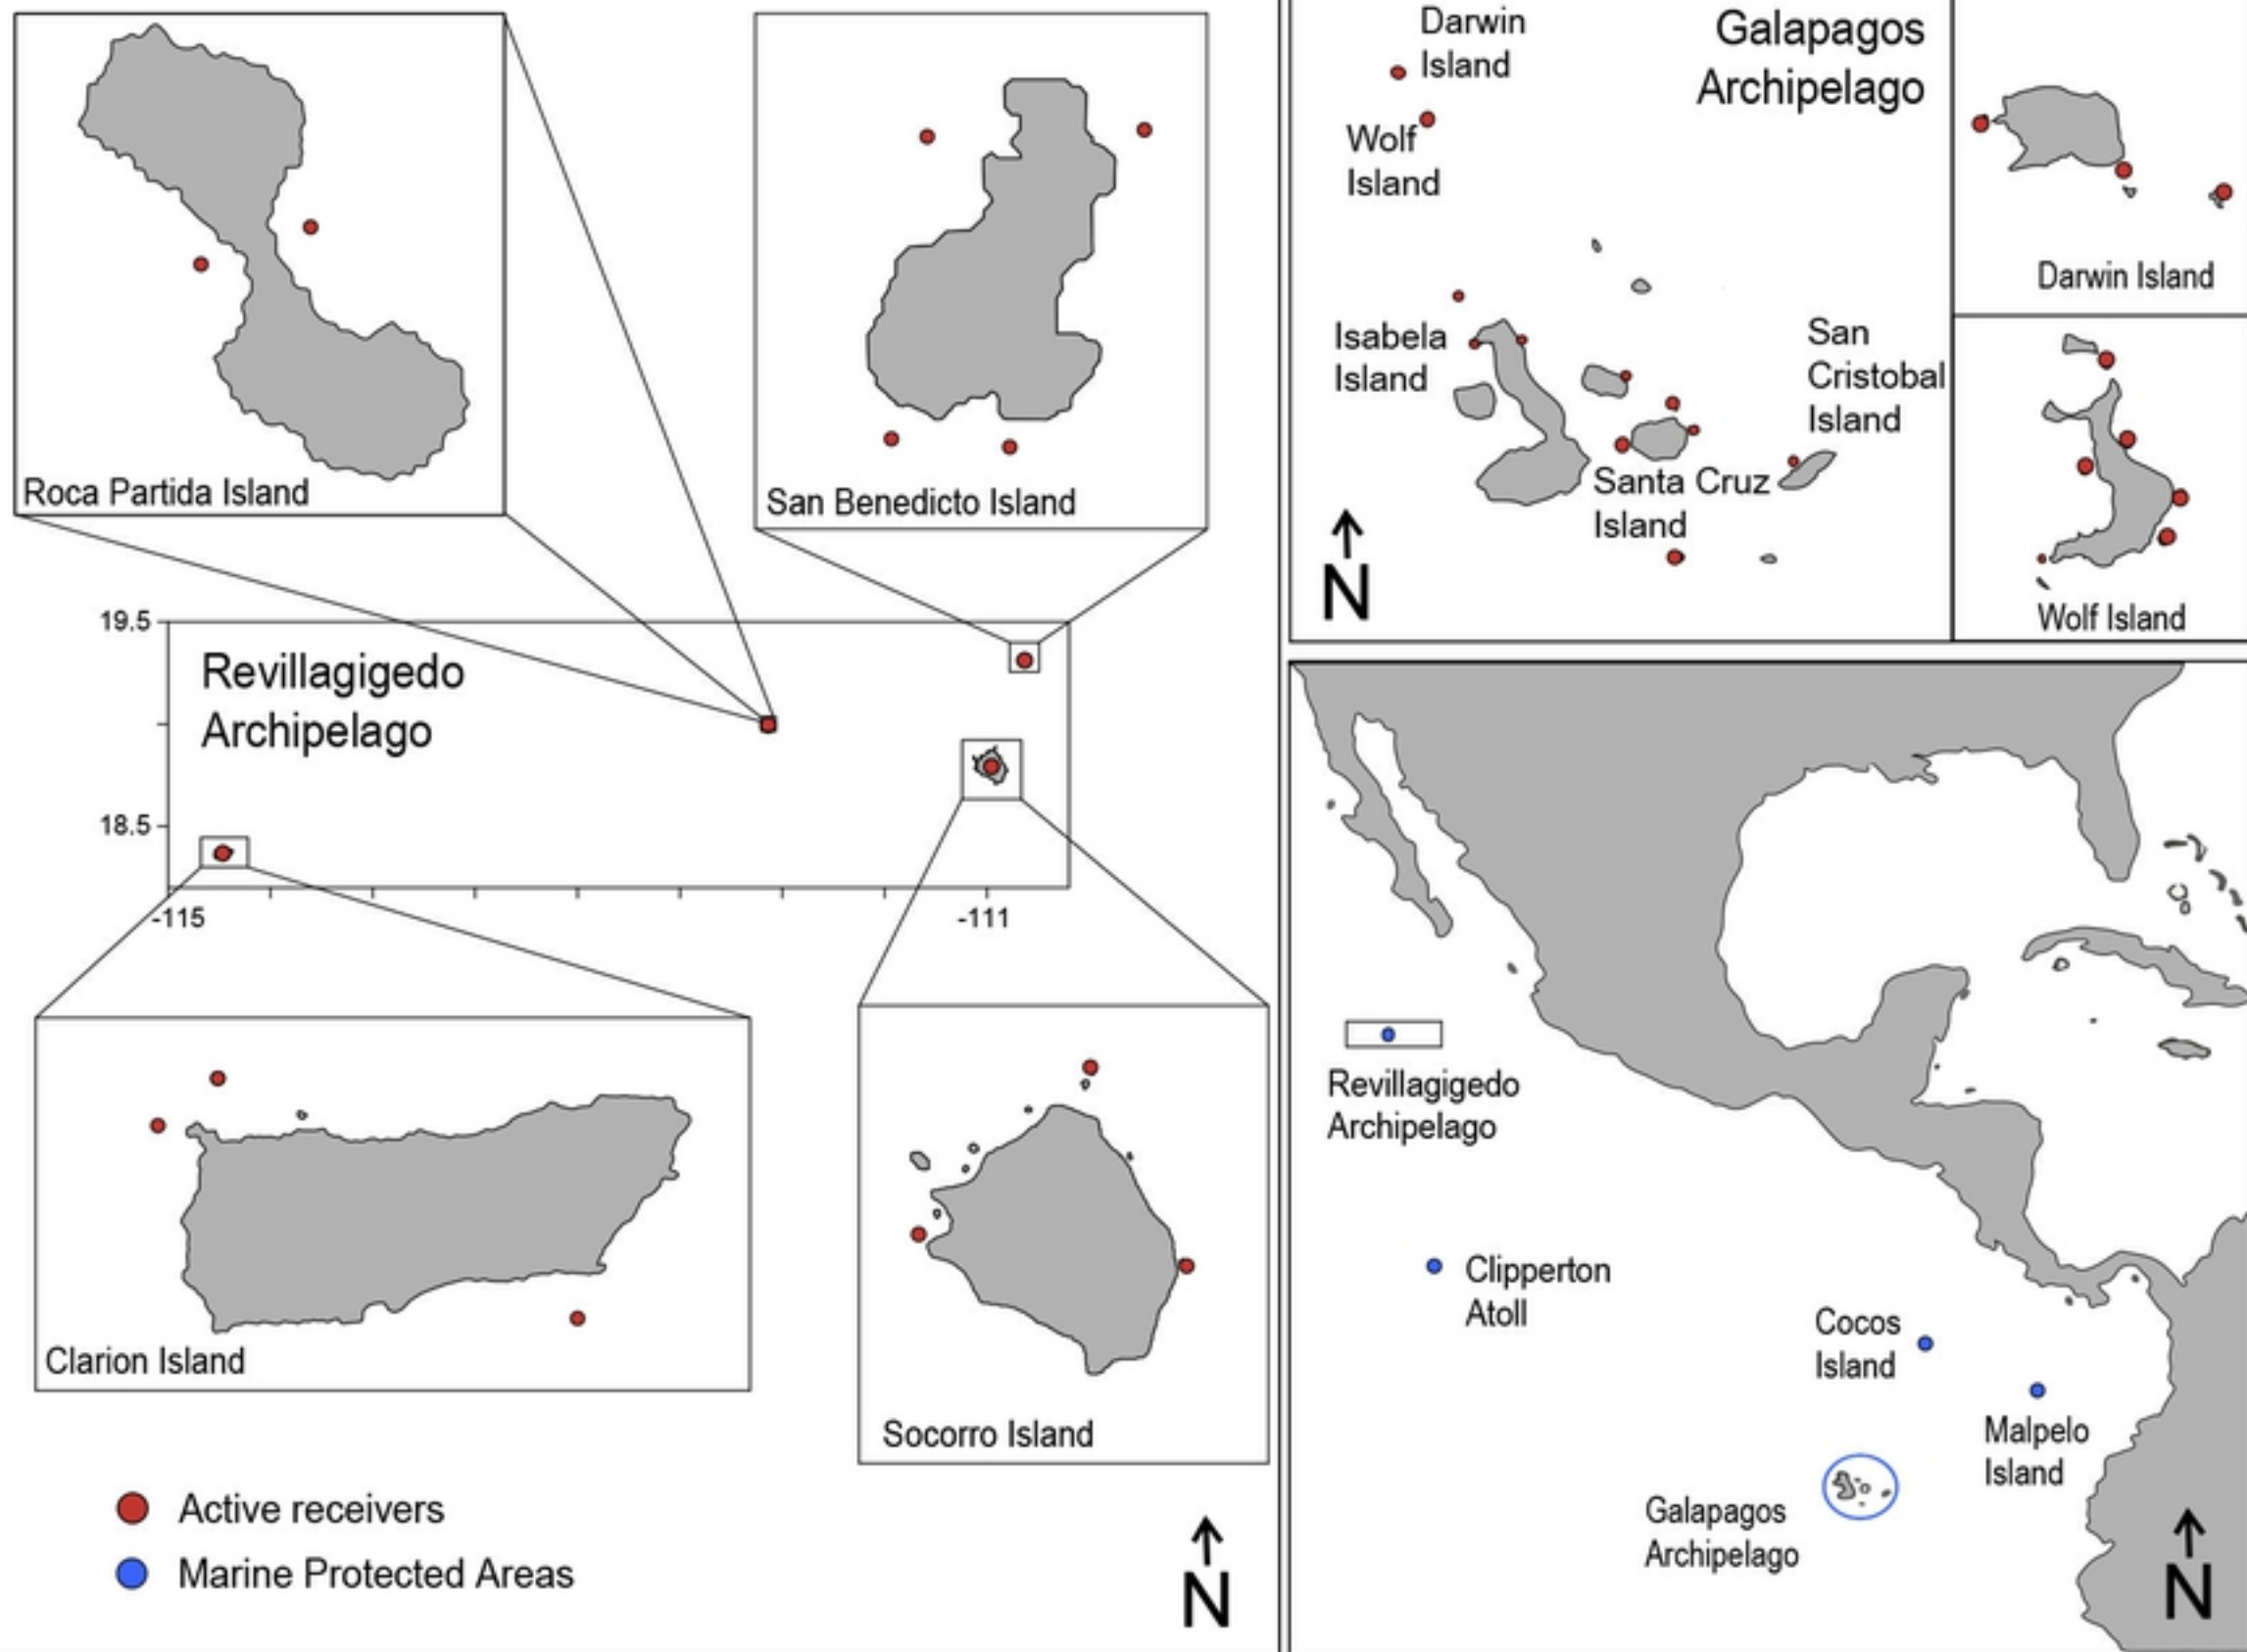 Roca Partida Island
San Benedicto Island
19.5
Revillagigedo
Archipelago
18.5
-115
-111
Clarion Island
Socorro Island
Active receivers
Marine Protected Areas
N
Darwin
Island
Galapagos
Archipelago
Wolf
Island
Isabela
Island
San
Cristobal
Island
Santa Cruz
Island
N
Darwin Island
Wolf Island
Revillagigedo
Archipelago
Clipperton
Atoll
Cocos
Island
Malpelo
Island
Galapagos
Archipelago
N